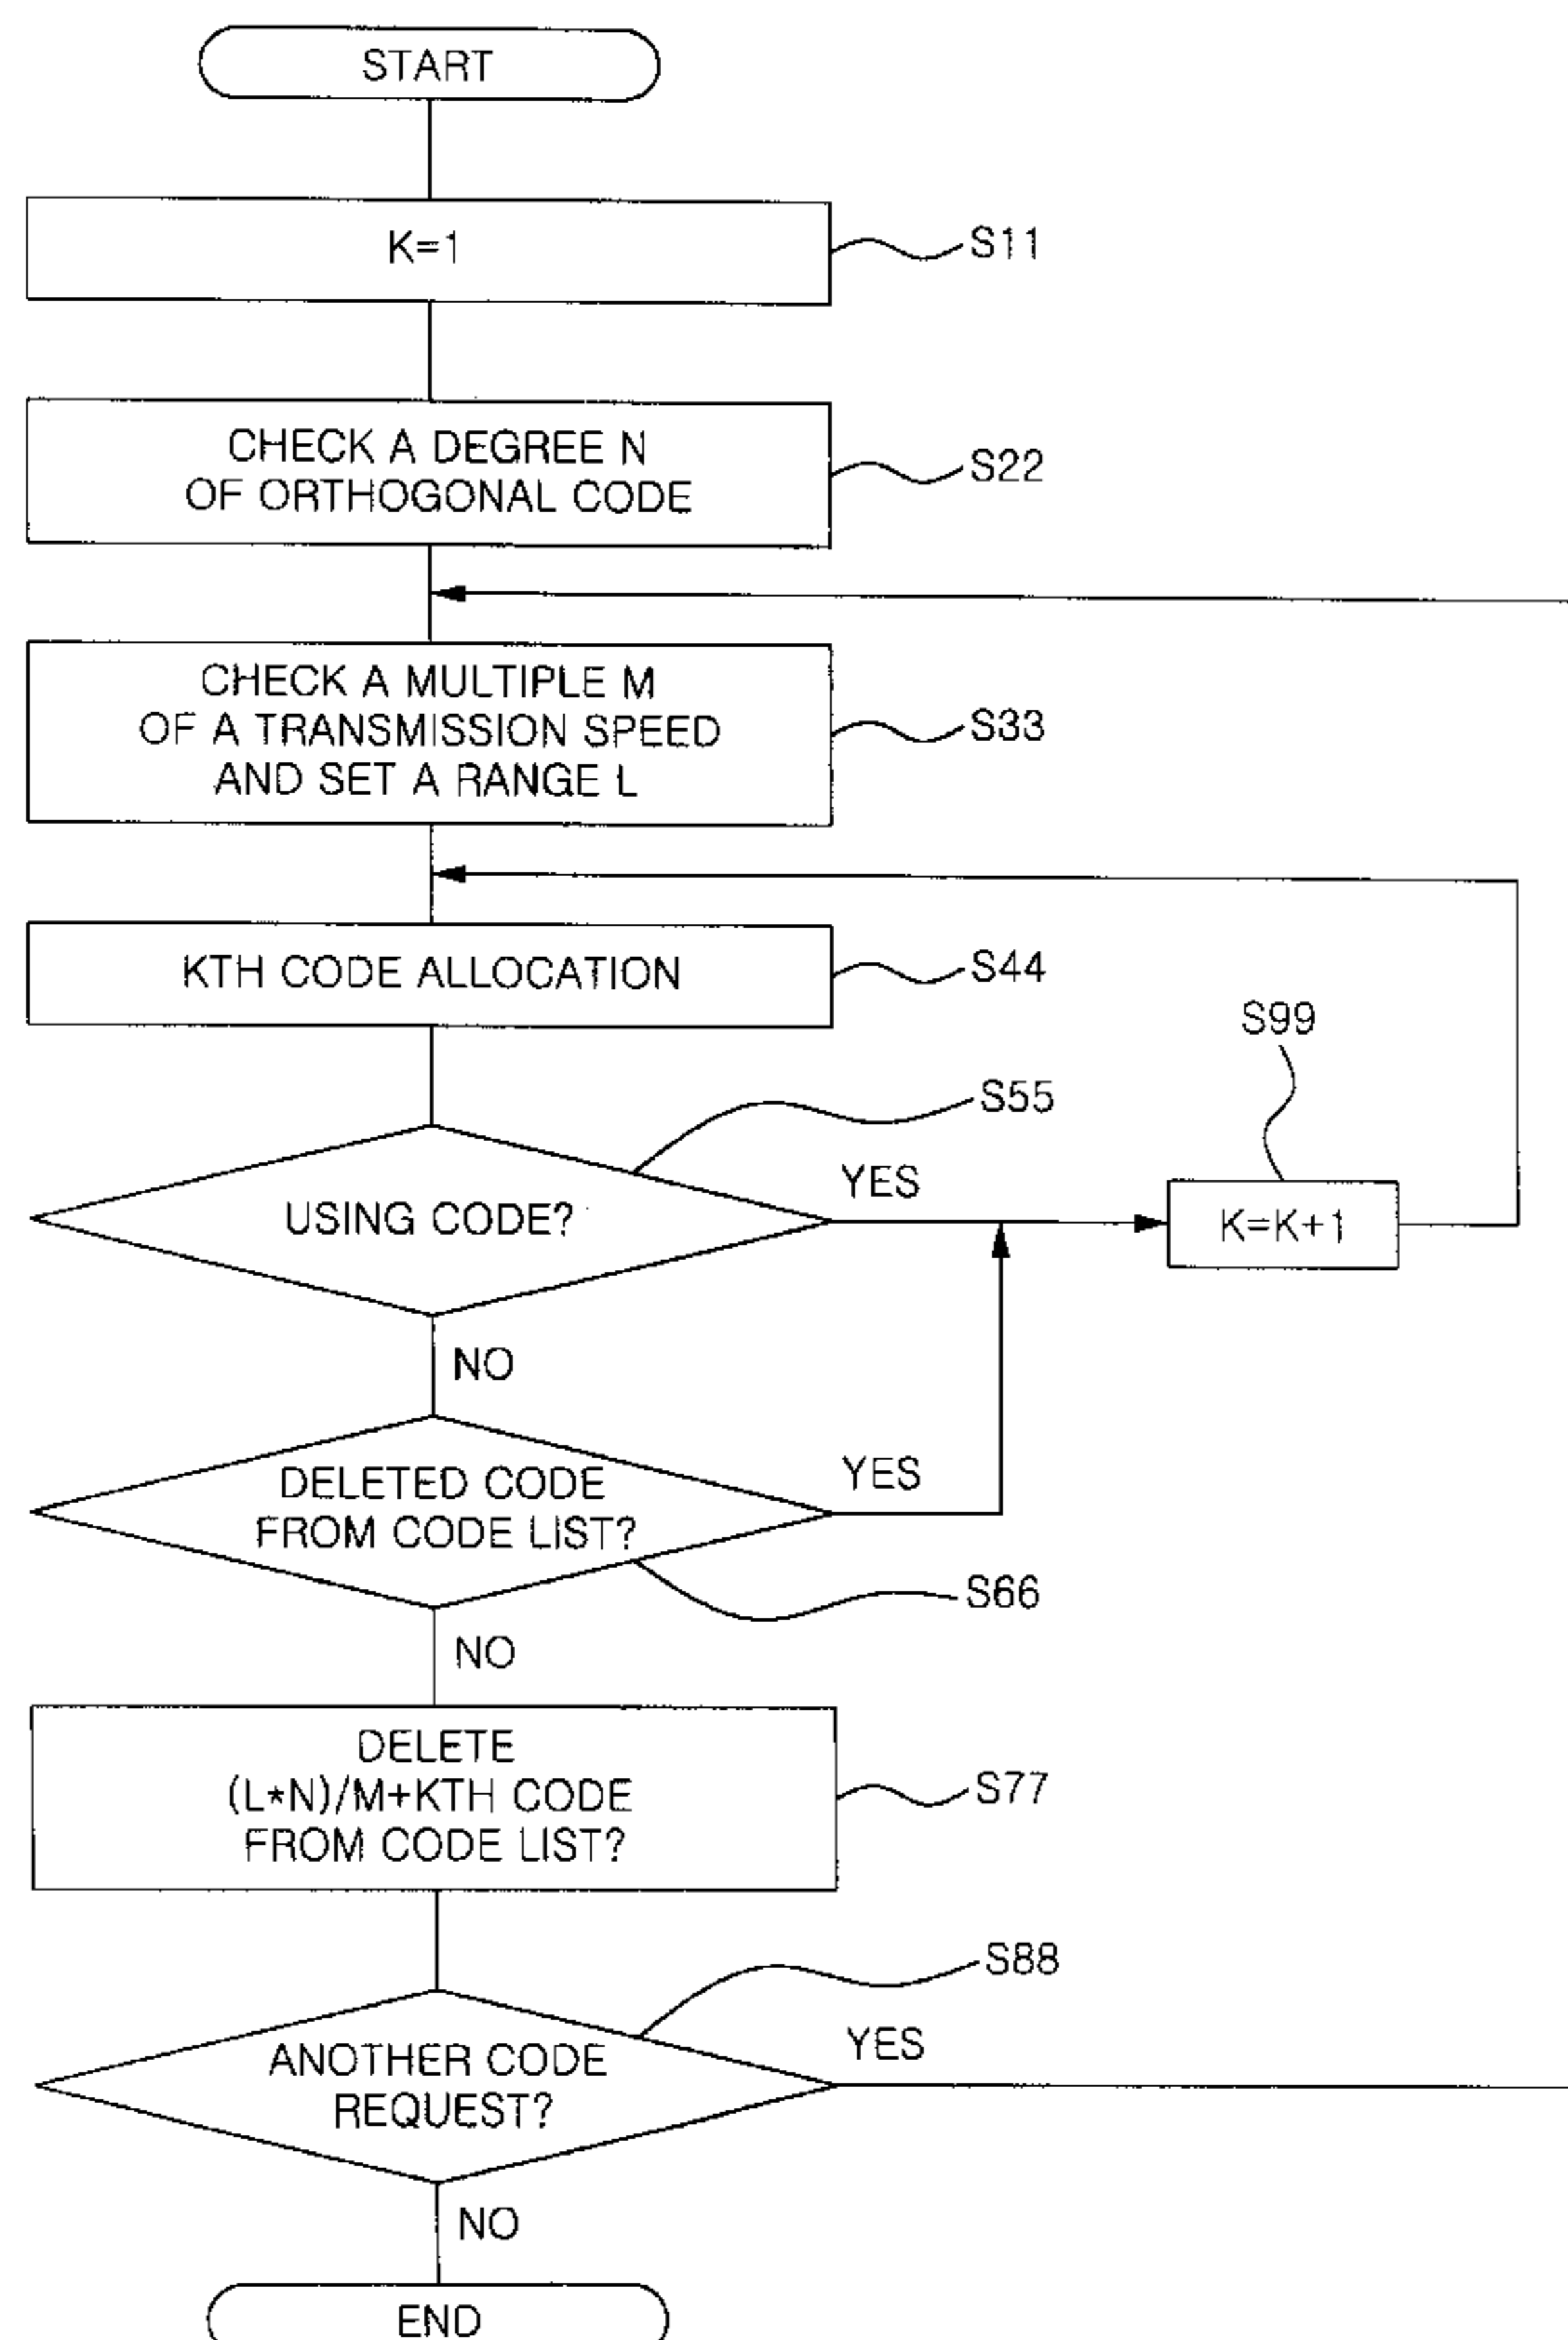 START
K=1
S11
CHECK A DEGREE N
OF ORTHOGONAL CODE
S22
CHECK A MULTIPLE M
OF A TRANSMISSION SPEED
AND SET A RANGE L
S33
KTH CODE ALLOCATION
S44
S99
S55
USING CODE?
YES
K=K+1
NO
DELETED CODE
FROM CODE LIST?
YES
S66
NO
DELETE
(L*N)/M+KTH CODE
FROM CODE LIST?
S77
S88
ANOTHER CODE
REQUEST?
YES
NO
END